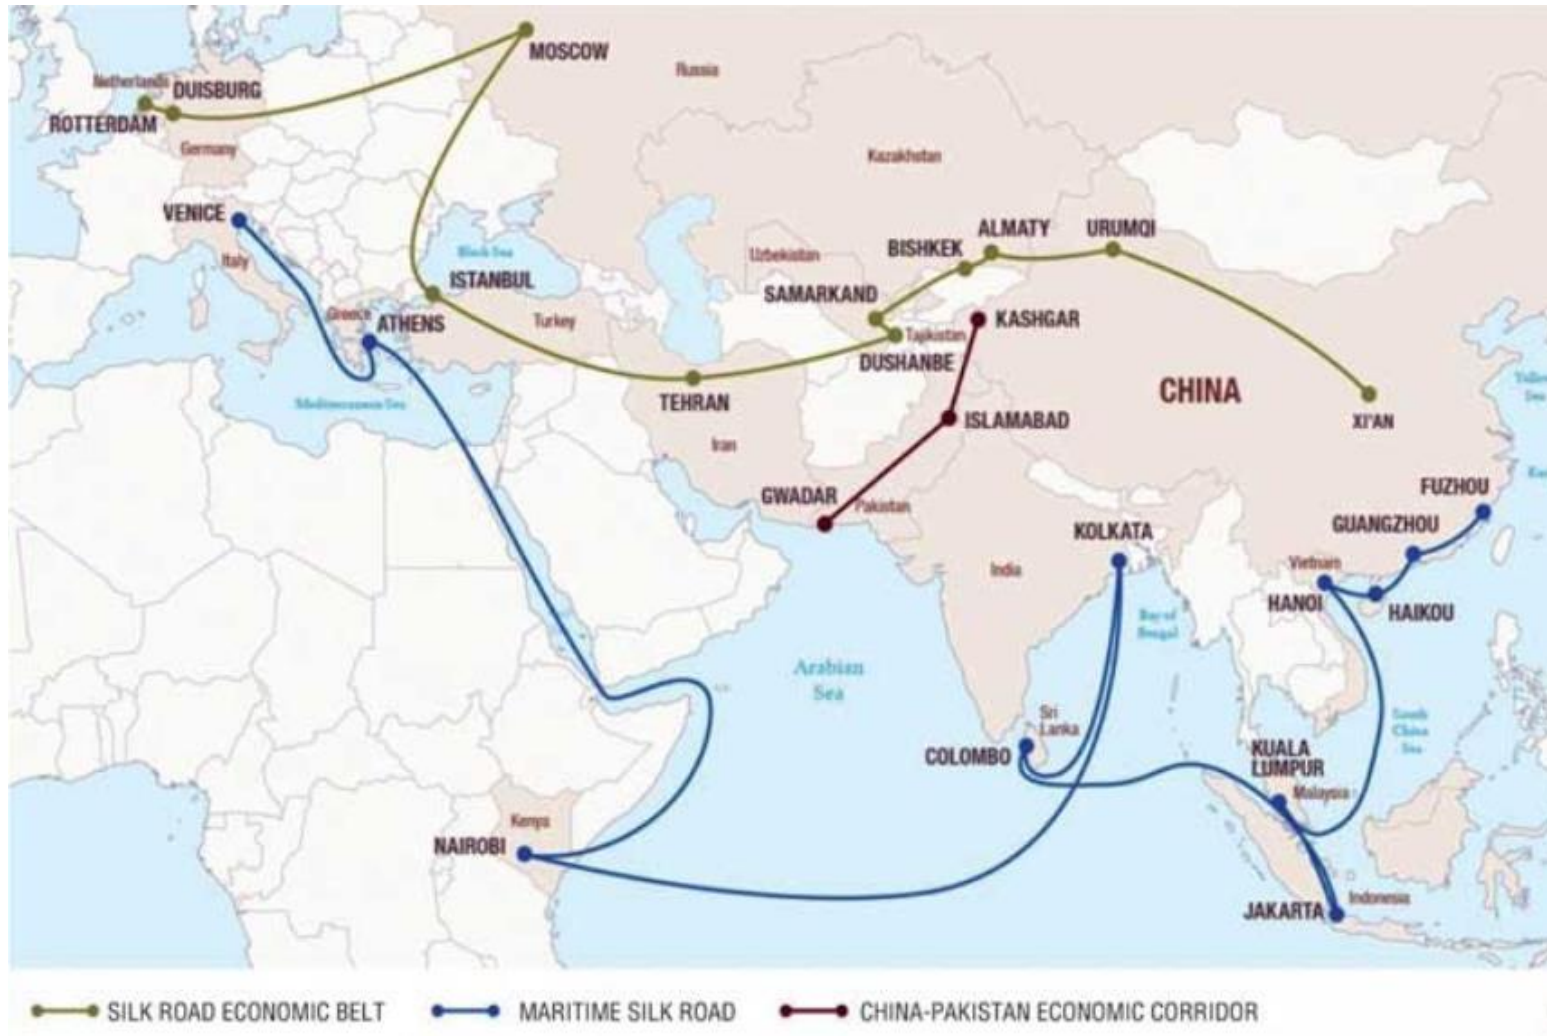 MOSCOW
Russia
Netherlands
DUISBURG
ROTTERDAM
Germany
Kazakhstan
VENICE
ALMATY
URUMQI
BISHKEK
Black Sea
Uzbekistan
Italy
ISTANBUL
SAMARKAND
Greece
ATHENS
Turkey
KASHGAR
Tajikistan
DUSHANBE
CHINA
Mediterranean Sea
TEHRAN
XI'AN
ISLAMABAD
Iran
FUZHOU
GWADAR
Pakistan
GUANGZHOU
KOLKATA
Vietnam
India
HANOI
HAIKOU
Bay of
Bengal
Arabian
Sea
Sri
Lanka
South
China
Sea
COLOMBO
KUALA
LUMPUR
Malaysia
Kenya
NAIROBI
Indonesia
JAKARTA
SILK ROAD ECONOMIC BELT
MARITIME SILK ROAD
CHINA-PAKISTAN ECONOMIC CORRIDOR